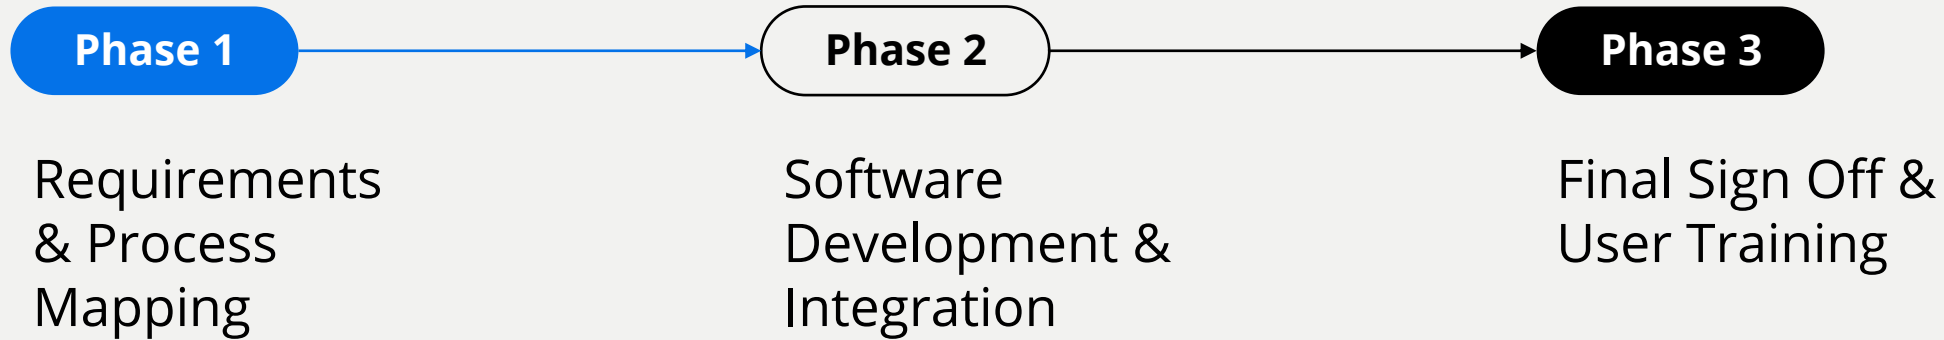 Phase 1
Phase 2
Phase 3
Requirements
& Process
Mapping
Software
Development &
Integration
Final Sign Off &
User Training